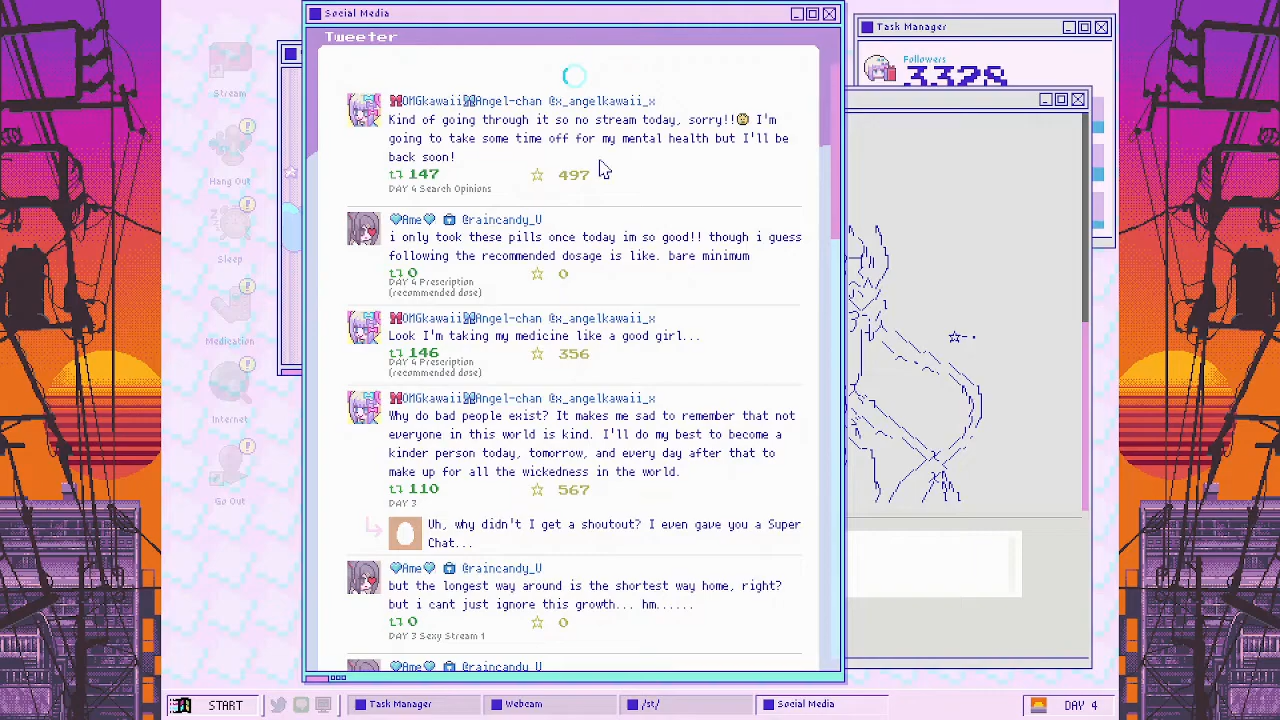 Social Media
Task Manager
Tweeter
Followers
3328
Stream
Hang Out
Sleep
Medication
Internet
Go Out
OMGkawaii Angel-chan @x_angelkawaii_x
Kind of going through it so no stream today, sorry!! I'm
going to take some time off for my mental health but I'll be
back soon!
147 497
DAY 4 Search Opinions
Ame @raincandy_U
i only took these pills once today im so good!! though i guess
following the recommended dosage is like. bare minimum
0 0
DAY 4 Prescription
(recommended dose)
OMGkawaii Angel-chan @x_angelkawaii_x
Look I'm taking my medicine like a good girl...
146 356
DAY 4 Prescription
(recommended dose)
OMGkawaii Angel-chan @x_angelkawaii_x
Why do bad people exist? It makes me sad to remember that not
everyone in this world is kind. I'll do my best to become a
kinder person today, tomorrow, and every day after that to
make up for all the wickedness in the world.
110 567
DAY 3
Uh, why didn't I get a shoutout? I even gave you a Super
Chat.
Ame @raincandy_U
but the longest way around is the shortest way home, right?
but i cant just ignore this growth... hm......
0 0
DAY 3 Sexy Stream 1
Ame @raincandy_U
START
Task Manager
/st/
Social Media
DAY 4